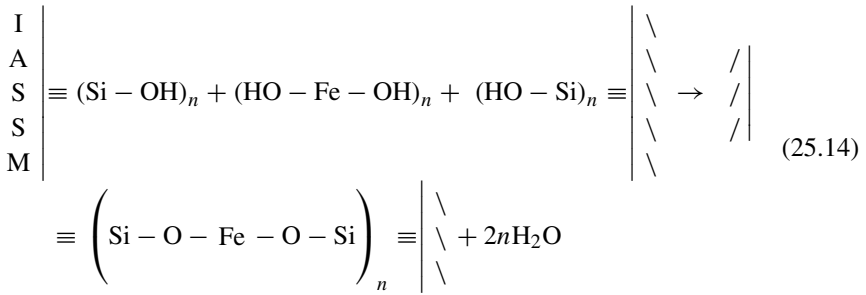 I
A
S
S
M
≡ (Si − OH)n + (HO − Fe − OH)n + (HO − Si)n ≡ | \ \ \ \ \ → / / / |
(25.14)
≡ (Si − O − Fe − O − Si)n ≡ | \ \ \ + 2nH2O